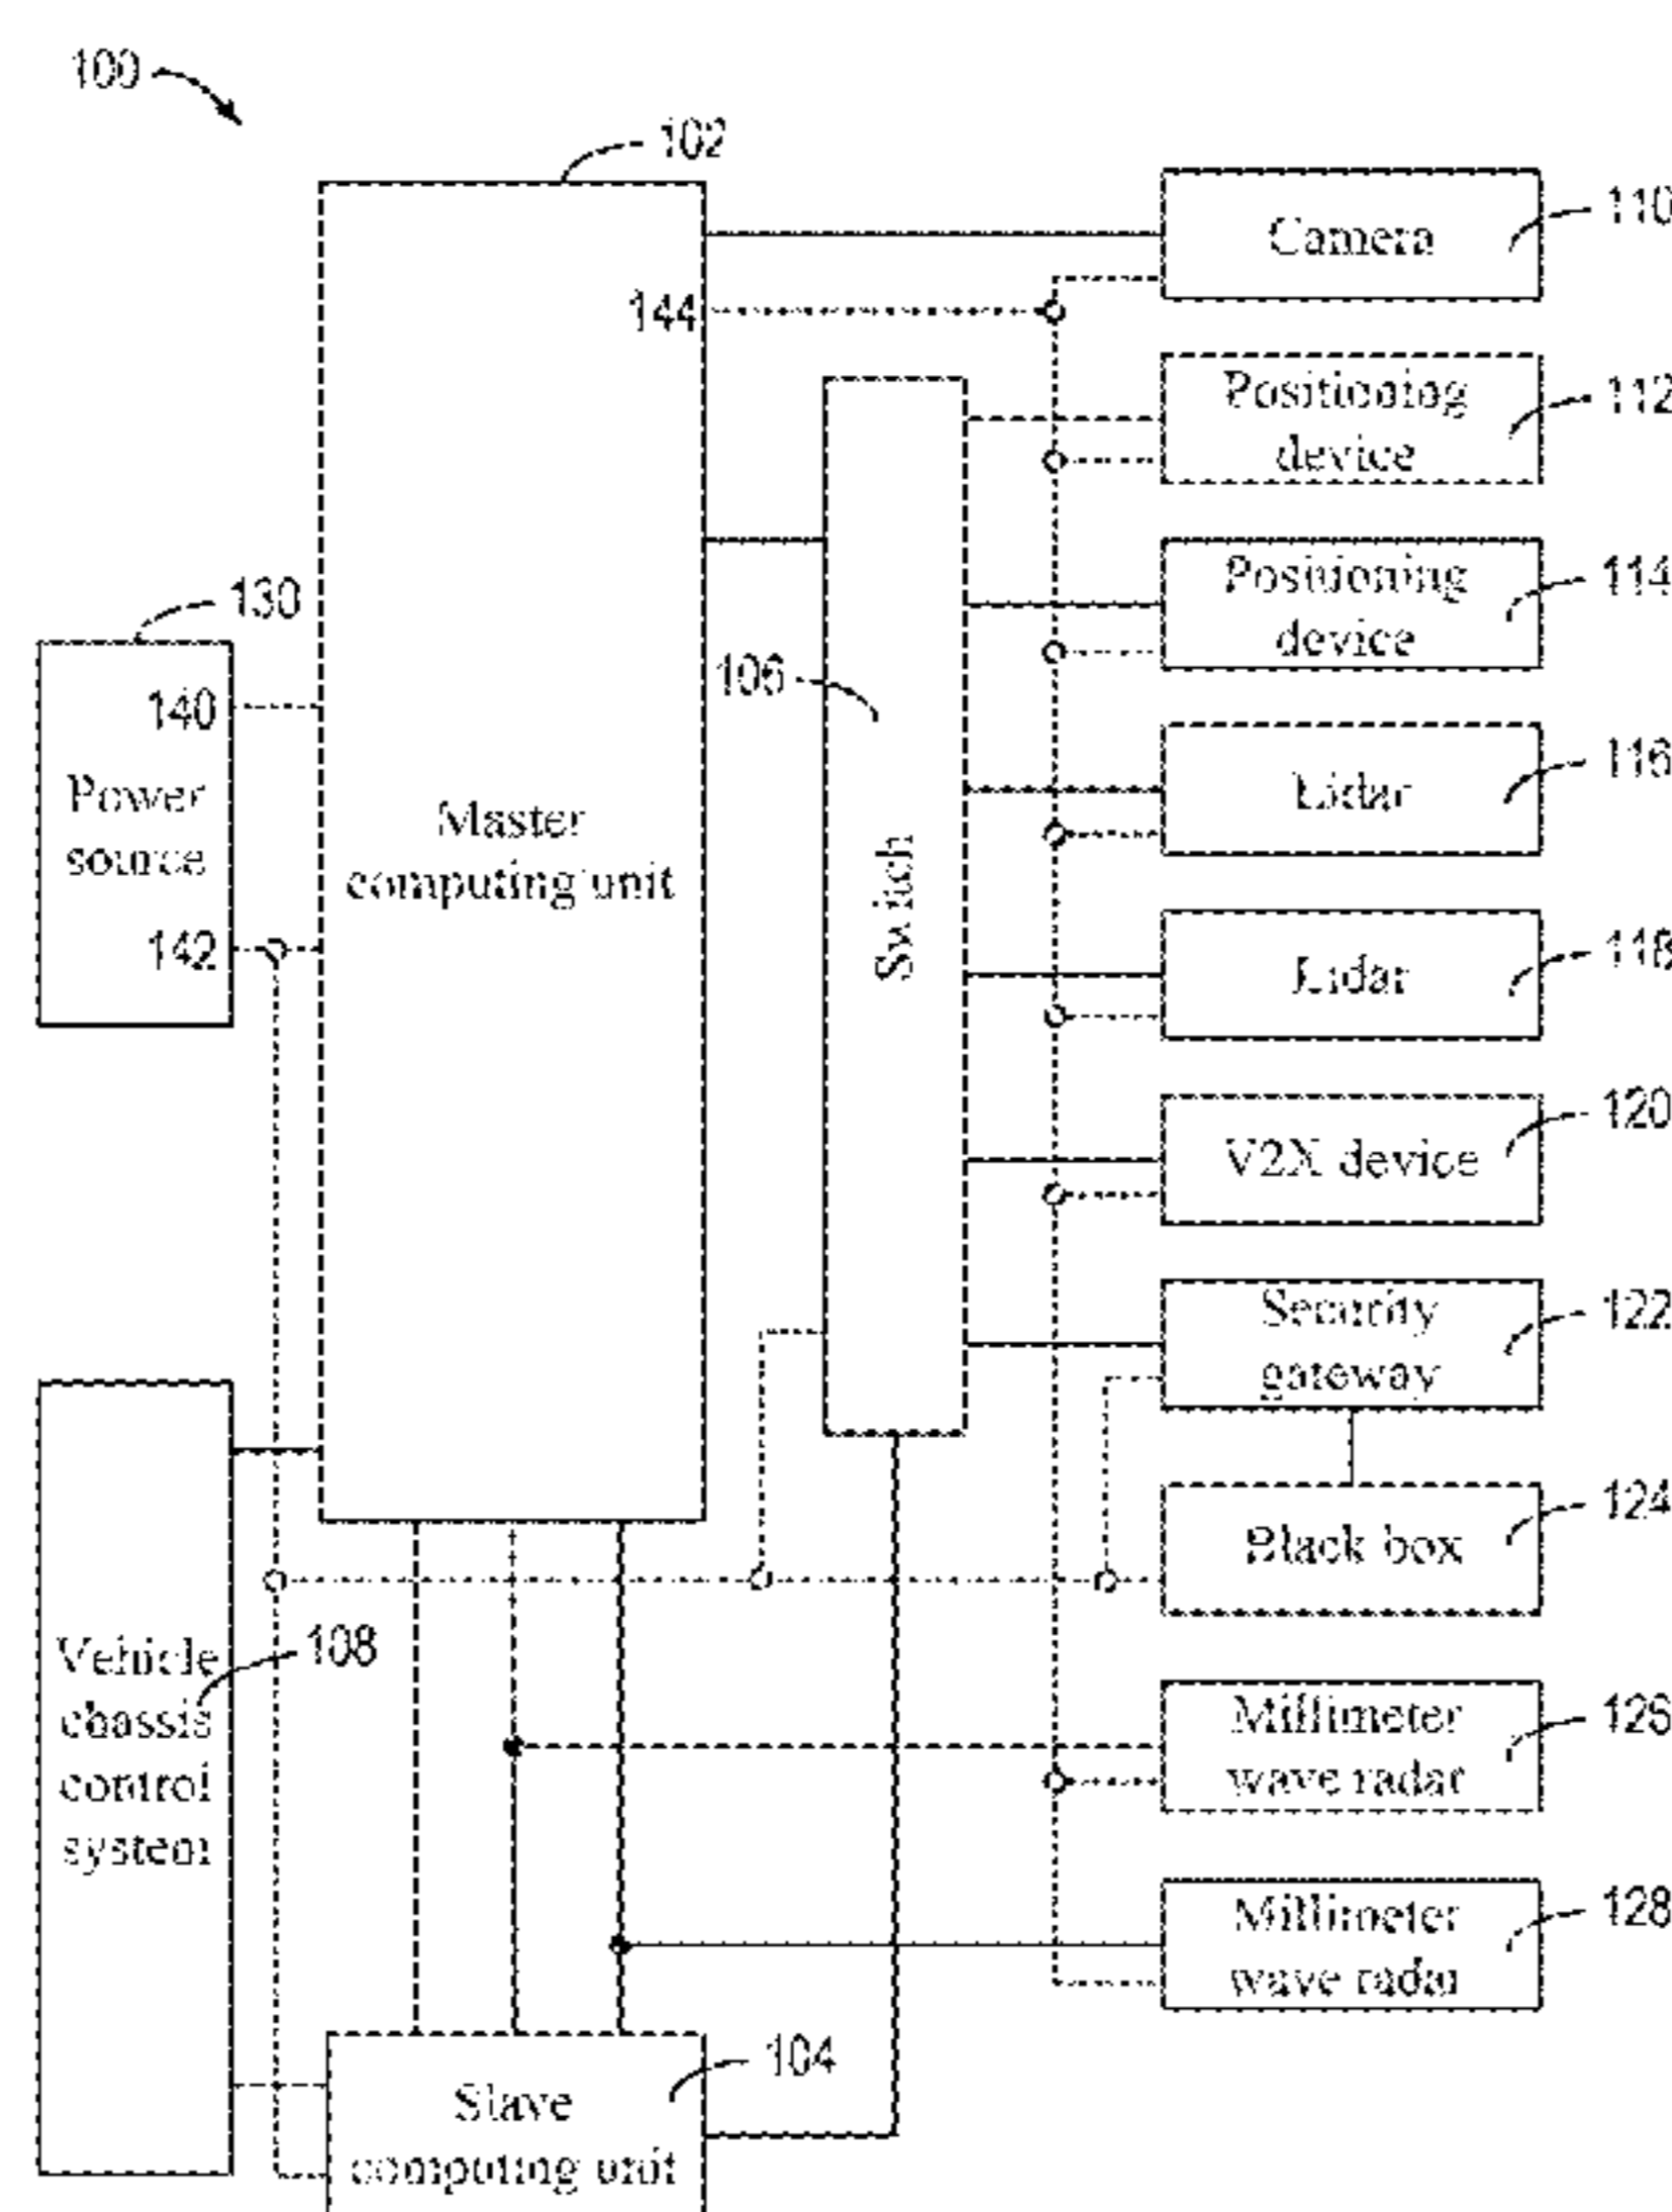 100
102
Camera
110
144
Positioning
device
112
Positioning
device
114
130
140
Power
source
142
Master
computing unit
106
Switch
Lidar
116
Lidar
118
V2X device
120
Security
gateway
122
Black box
124
Vehicle
chassis
control
system
108
Millimeter
wave radar
126
Millimeter
wave radar
128
104
Slave
computing unit